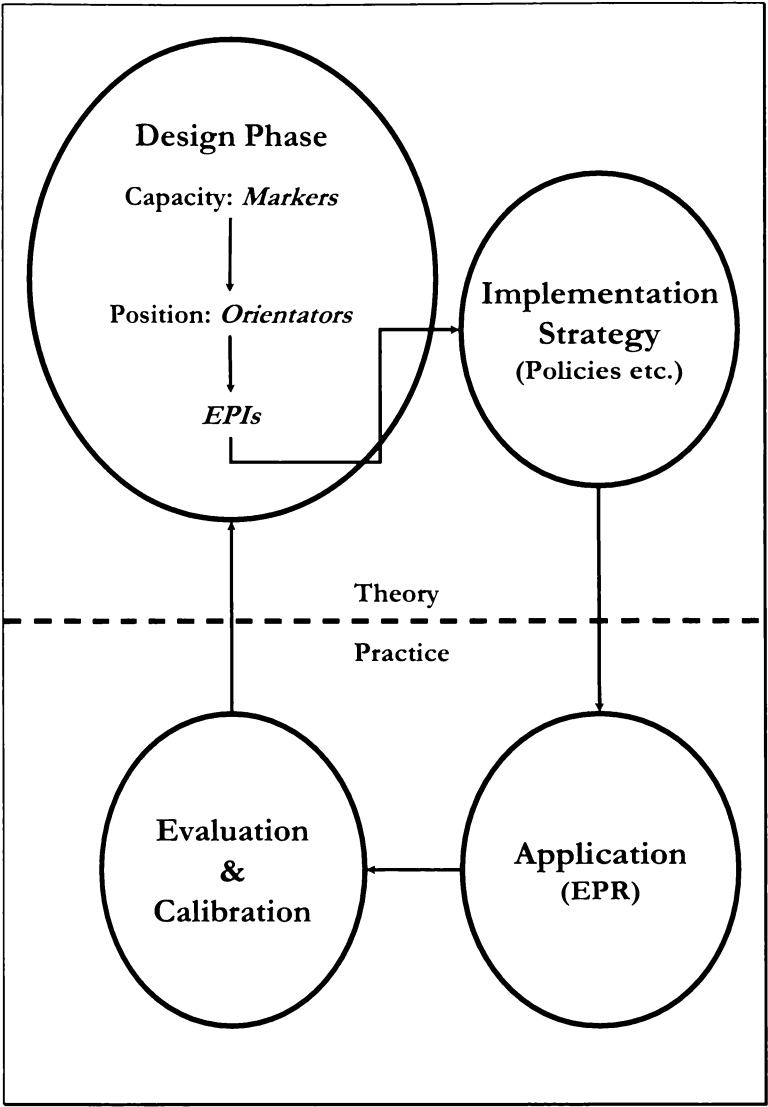 Design Phase
Capacity: Markers
Position: Orientators
EPIs
Implementation
Strategy
(Policies etc.)
Theory
Practice
Evaluation
&
Calibration
Application
(EPR)